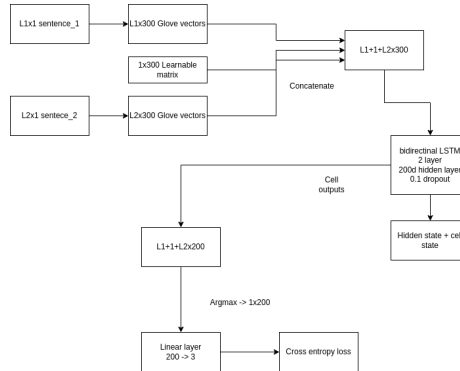 L1x1 sentence_1
L1x300 Glove vectors
L1+1+L2x300
1x300 Learnable
matrix
Concatenate
L2x1 sentece_2
L2x300 Glove vectors
bidirectinal LSTM
2 layer
200d hidden layer
0.1 dropout
Cell
outputs
Hidden state + cell
state
L1+1+L2x200
Argmax -> 1x200
Linear layer
200 -> 3
Cross entropy loss